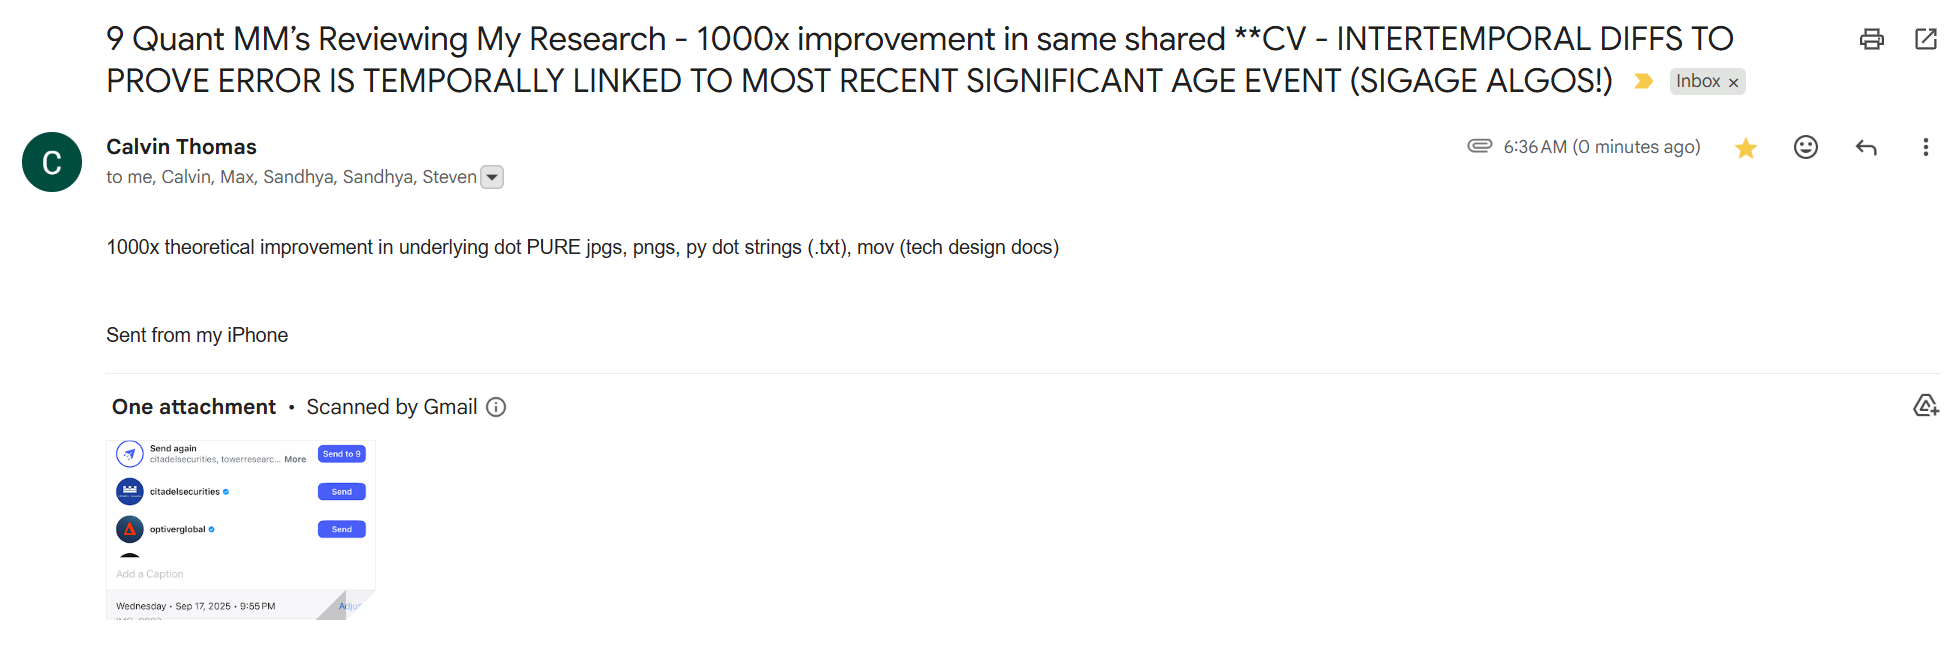 9 Quant MM’s Reviewing My Research - 1000x improvement in same shared **CV - INTERTEMPORAL DIFFS TO
PROVE ERROR IS TEMPORALLY LINKED TO MOST RECENT SIGNIFICANT AGE EVENT (SIGAGE ALGOS!)
Inbox ×
C
Calvin Thomas
6:36 AM (0 minutes ago)
to me, Calvin, Max, Sandhya, Sandhya, Steven
1000x theoretical improvement in underlying dot PURE jpgs, pngs, py dot strings (.txt), mov (tech design docs)
Sent from my iPhone
One attachment • Scanned by Gmail
Send again
citadelsecurities, towerresearc... More
Send to 9
citadelsecurities
Send
optiverglobal
Send
Add a Caption
Wednesday • Sep 17, 2025 • 9:55 PM